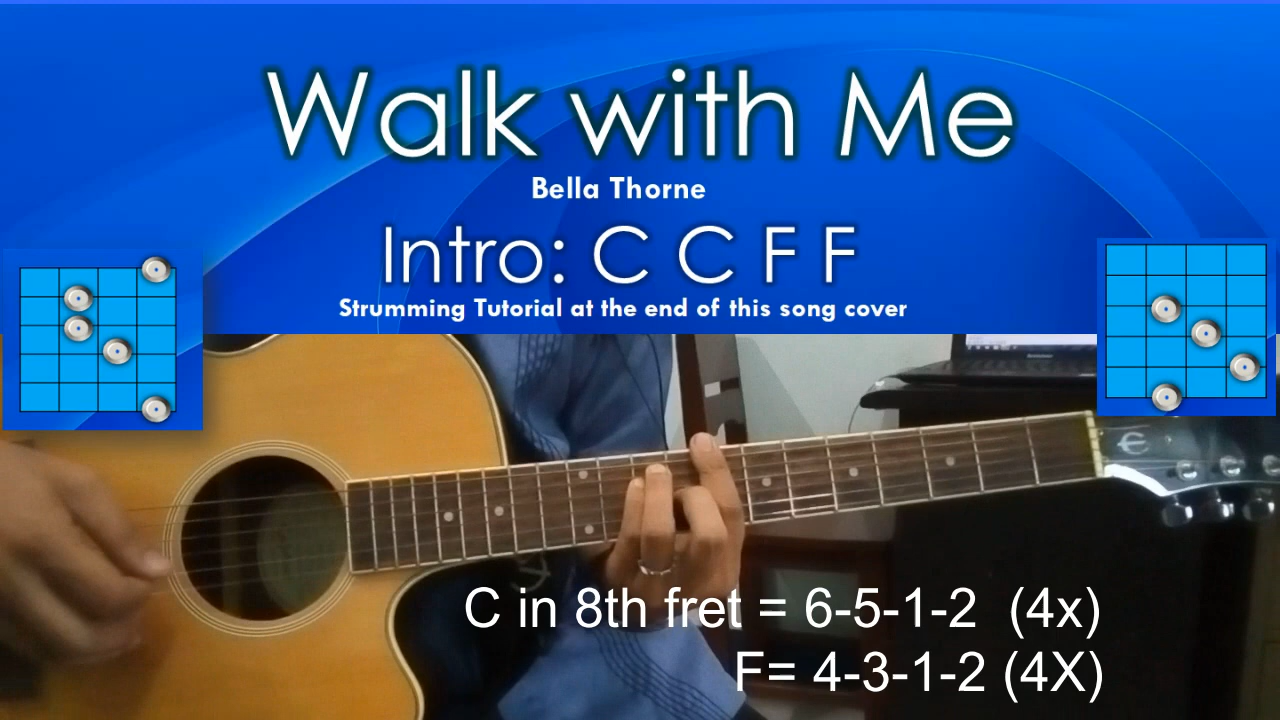 Walk with Me
Bella Thorne
Intro: C C F F
Strumming Tutorial at the end of this song cover
C in 8th fret = 6-5-1-2 (4x)
F= 4-3-1-2 (4X)